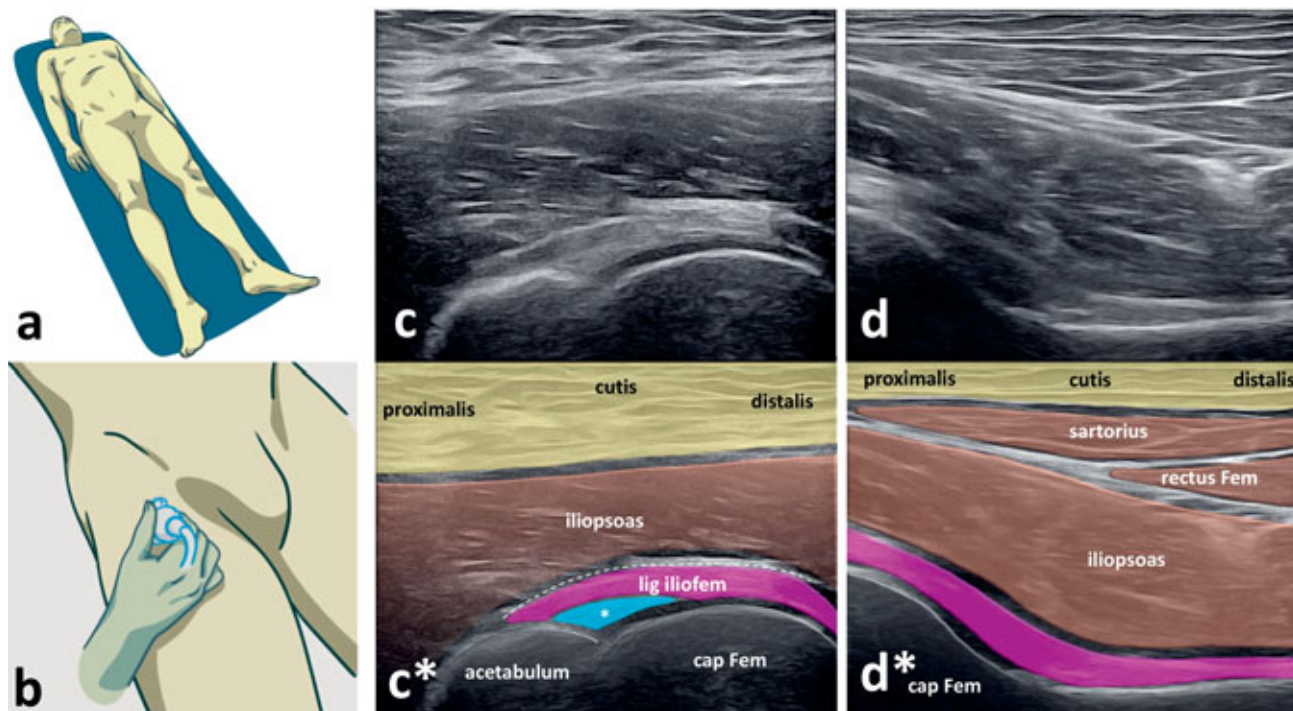 a
c
d
b
proximalis
cutis
distalis
iliopsoas
lig iliofem
*
acetabulum
cap Fem
c*
proximalis
cutis
distalis
sartorius
rectus Fem
iliopsoas
d*
cap Fem